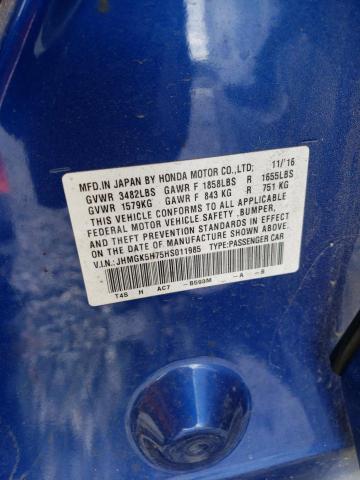 MFD. IN JAPAN BY HONDA MOTOR CO.,LTD. 11/'16
GVWR 3482LBS GAWR F 1858LBS R 1655LBS
GVWR 1579KG GAWR F 843 KG R 751 KG
THIS VEHICLE CONFORMS TO ALL APPLICABLE
FEDERAL MOTOR VEHICLE SAFETY ,BUMPER,
AND THEFT PREVENTION STANDARDS IN EFFECT
ON THE DATE OF MANUFACTURE SHOWN ABOVE.
V.I.N.: JHMGK5H75HS011985 TYPE:PASSENGER CAR
T4S H AC7 -B593M -A -B